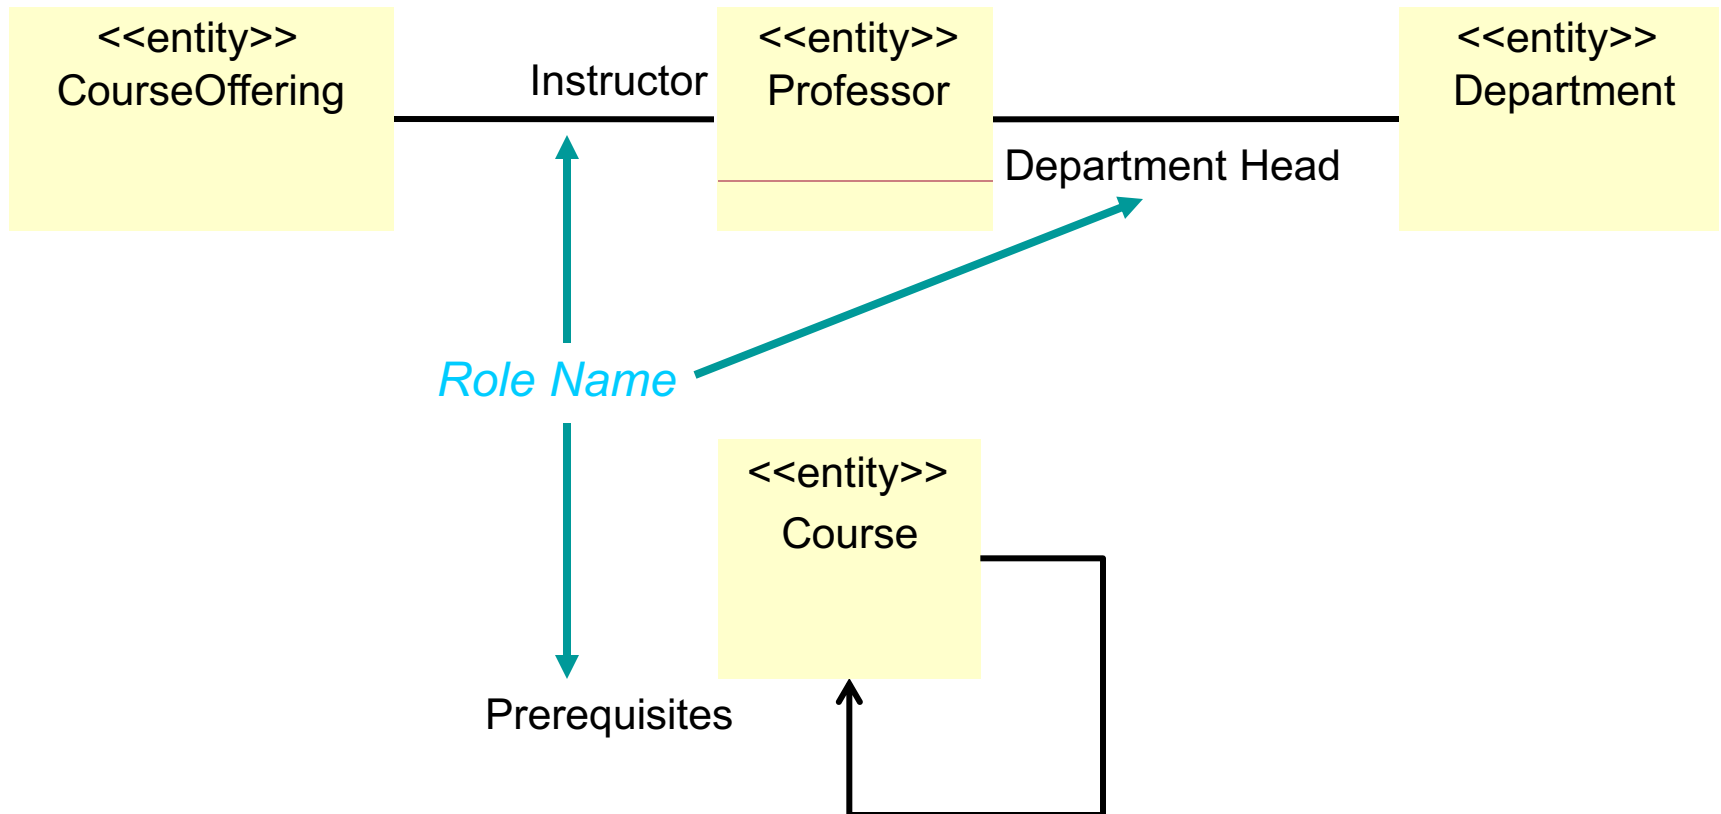 <<entity>>
CourseOffering
Instructor
<<entity>>
Professor
Department Head
<<entity>>
Department
Role Name
<<entity>>
Course
Prerequisites